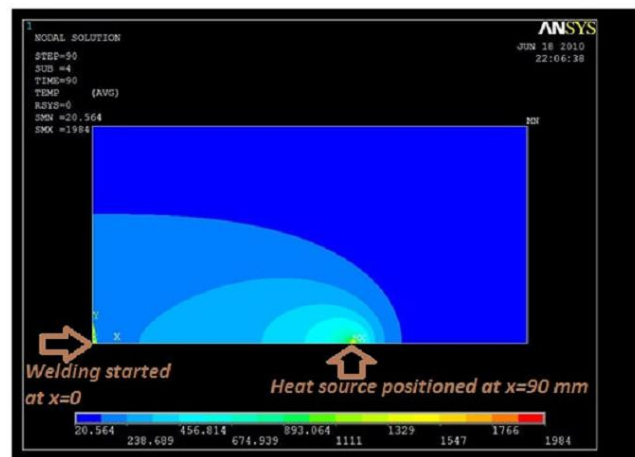 1
NODAL SOLUTION
ANSYS
JUN 18 2010
22:06:38
STEP=90
SUB =4
TIME=90
TEMP (AVG)
RSYS=0
SMN =20.564
SMX =1984
MN
Y
X
MX
Welding started
at x=0
Heat source positioned at x=90 mm
20.564 456.814 893.064 1329 1766
238.689 674.939 1111 1547 1984